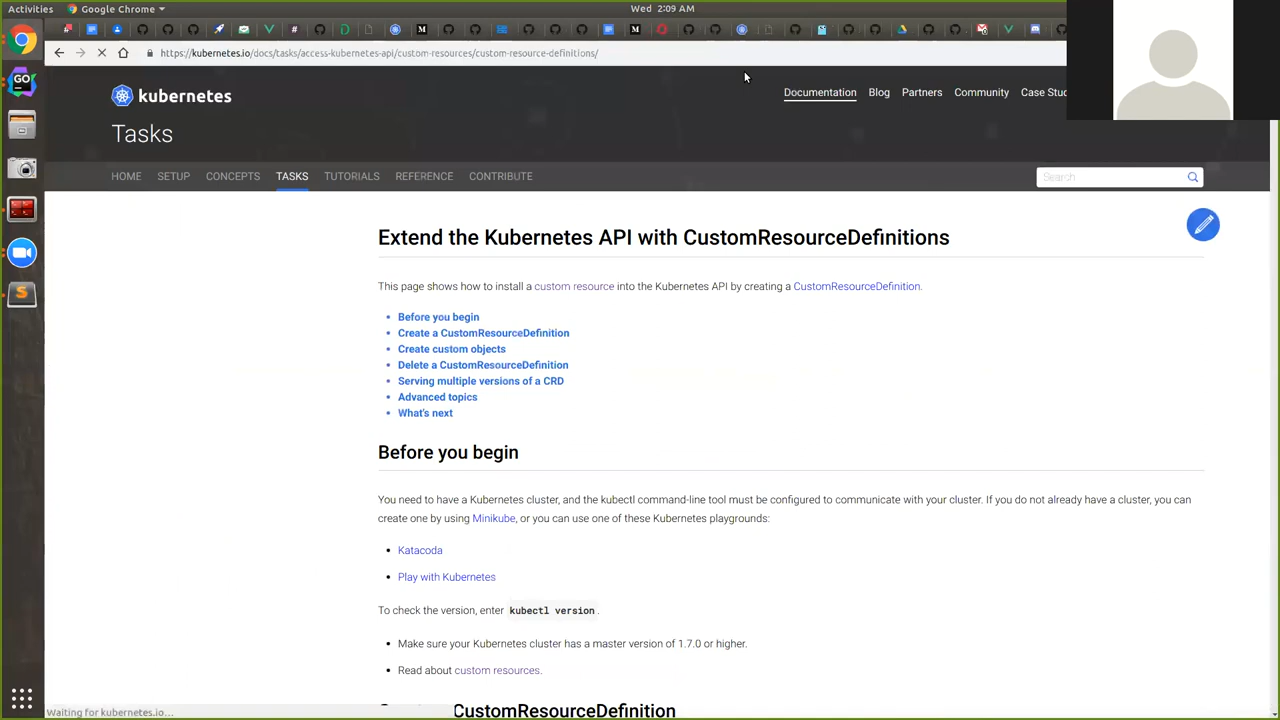 Activities
Google Chrome
Wed 2:09 AM
https://kubernetes.io/docs/tasks/access-kubernetes-api/custom-resources/custom-resource-definitions/
kubernetes
Documentation Blog Partners Community Case
Tasks
HOME SETUP CONCEPTS TASKS TUTORIALS REFERENCE CONTRIBUTE
Search
Extend the Kubernetes API with CustomResourceDefinitions
This page shows how to install a custom resource into the Kubernetes API by creating a CustomResourceDefinition.
• Before you begin
• Create a CustomResourceDefinition
• Create custom objects
• Delete a CustomResourceDefinition
• Serving multiple versions of a CRD
• Advanced topics
• What's next
Before you begin
You need to have a Kubernetes cluster, and the kubectl command-line tool must be configured to communicate with your cluster. If you do not already have a cluster, you can
create one by using Minikube, or you can use one of these Kubernetes playgrounds:
• Katacoda
• Play with Kubernetes
To check the version, enter kubectl version.
• Make sure your Kubernetes cluster has a master version of 1.7.0 or higher.
• Read about custom resources.
CustomResourceDefinition
Waiting for kubernetes.io...